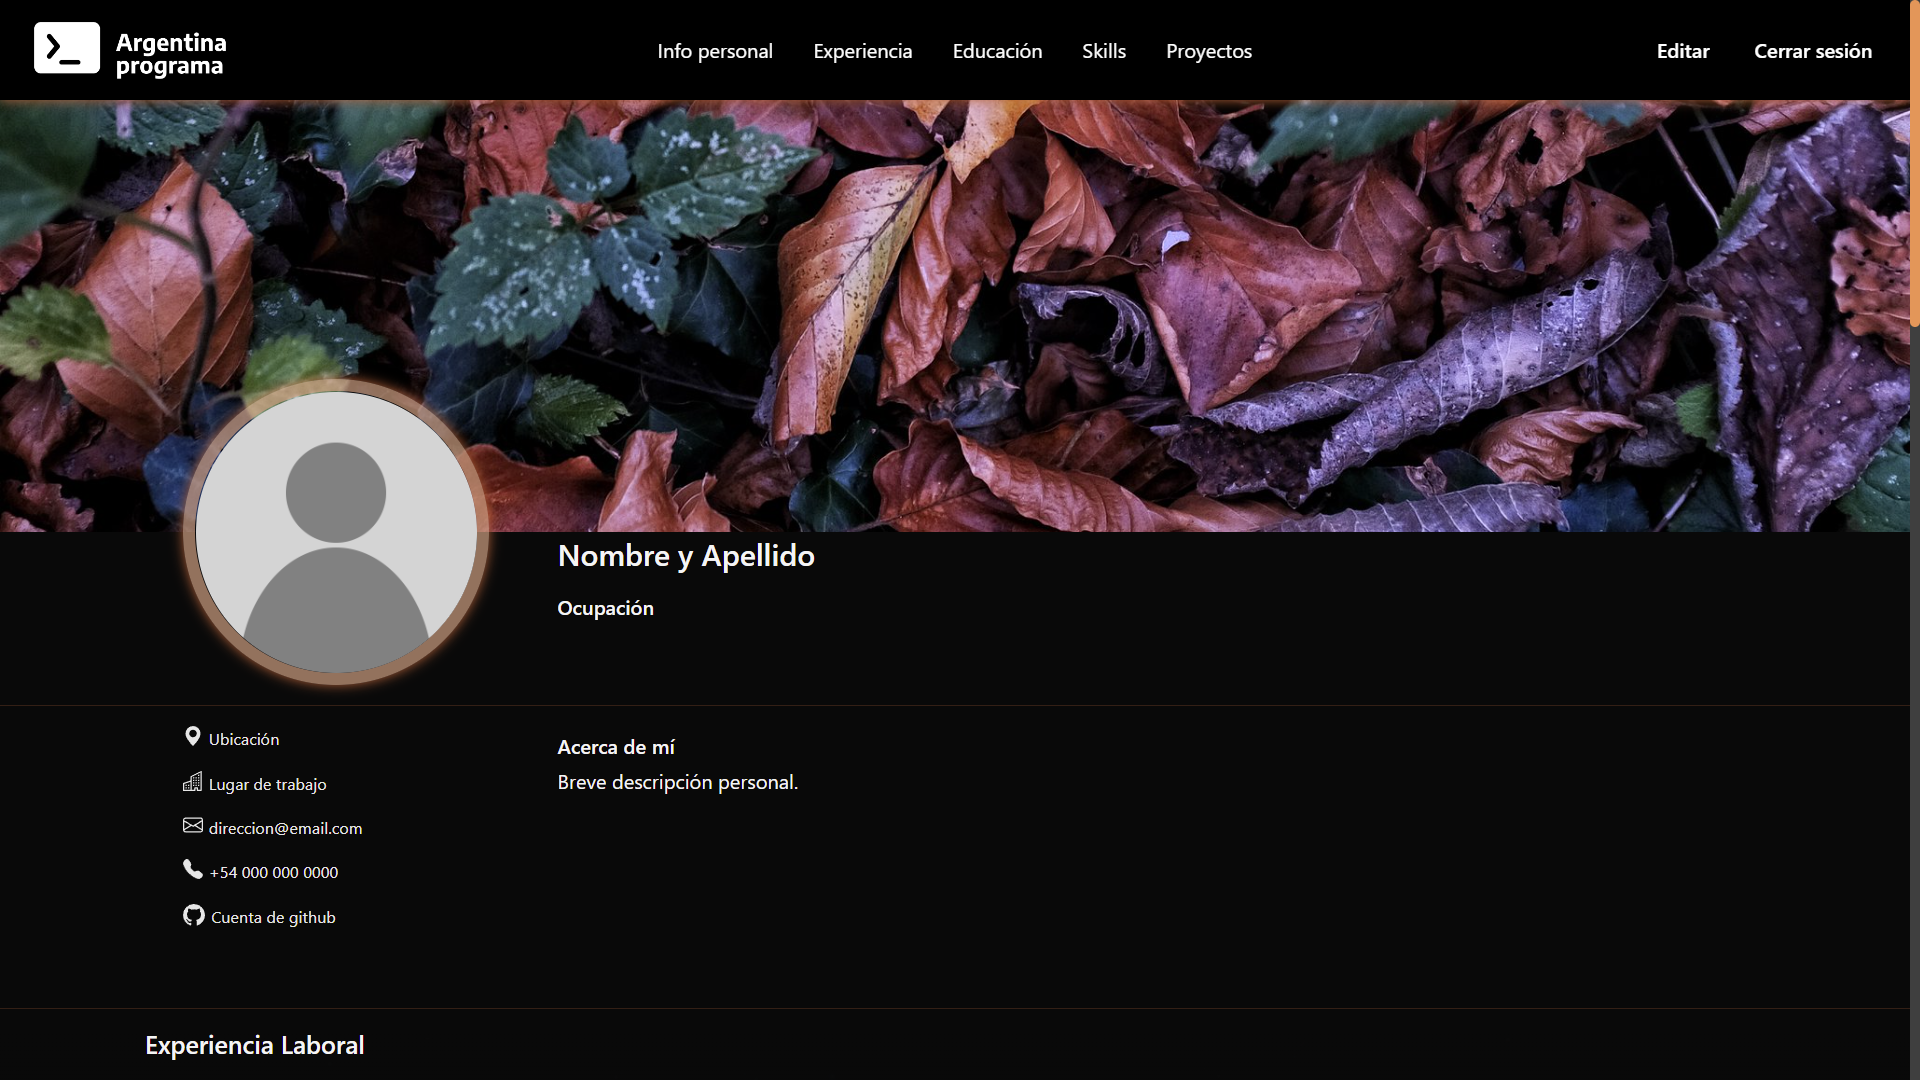 Argentina
programa
Info personal
Experiencia
Educación
Skills
Proyectos
Editar
Cerrar sesión
Nombre y Apellido
Ocupación
Ubicación
Lugar de trabajo
direccion@email.com
+54 000 000 0000
Cuenta de github
Acerca de mí
Breve descripción personal.
Experiencia Laboral